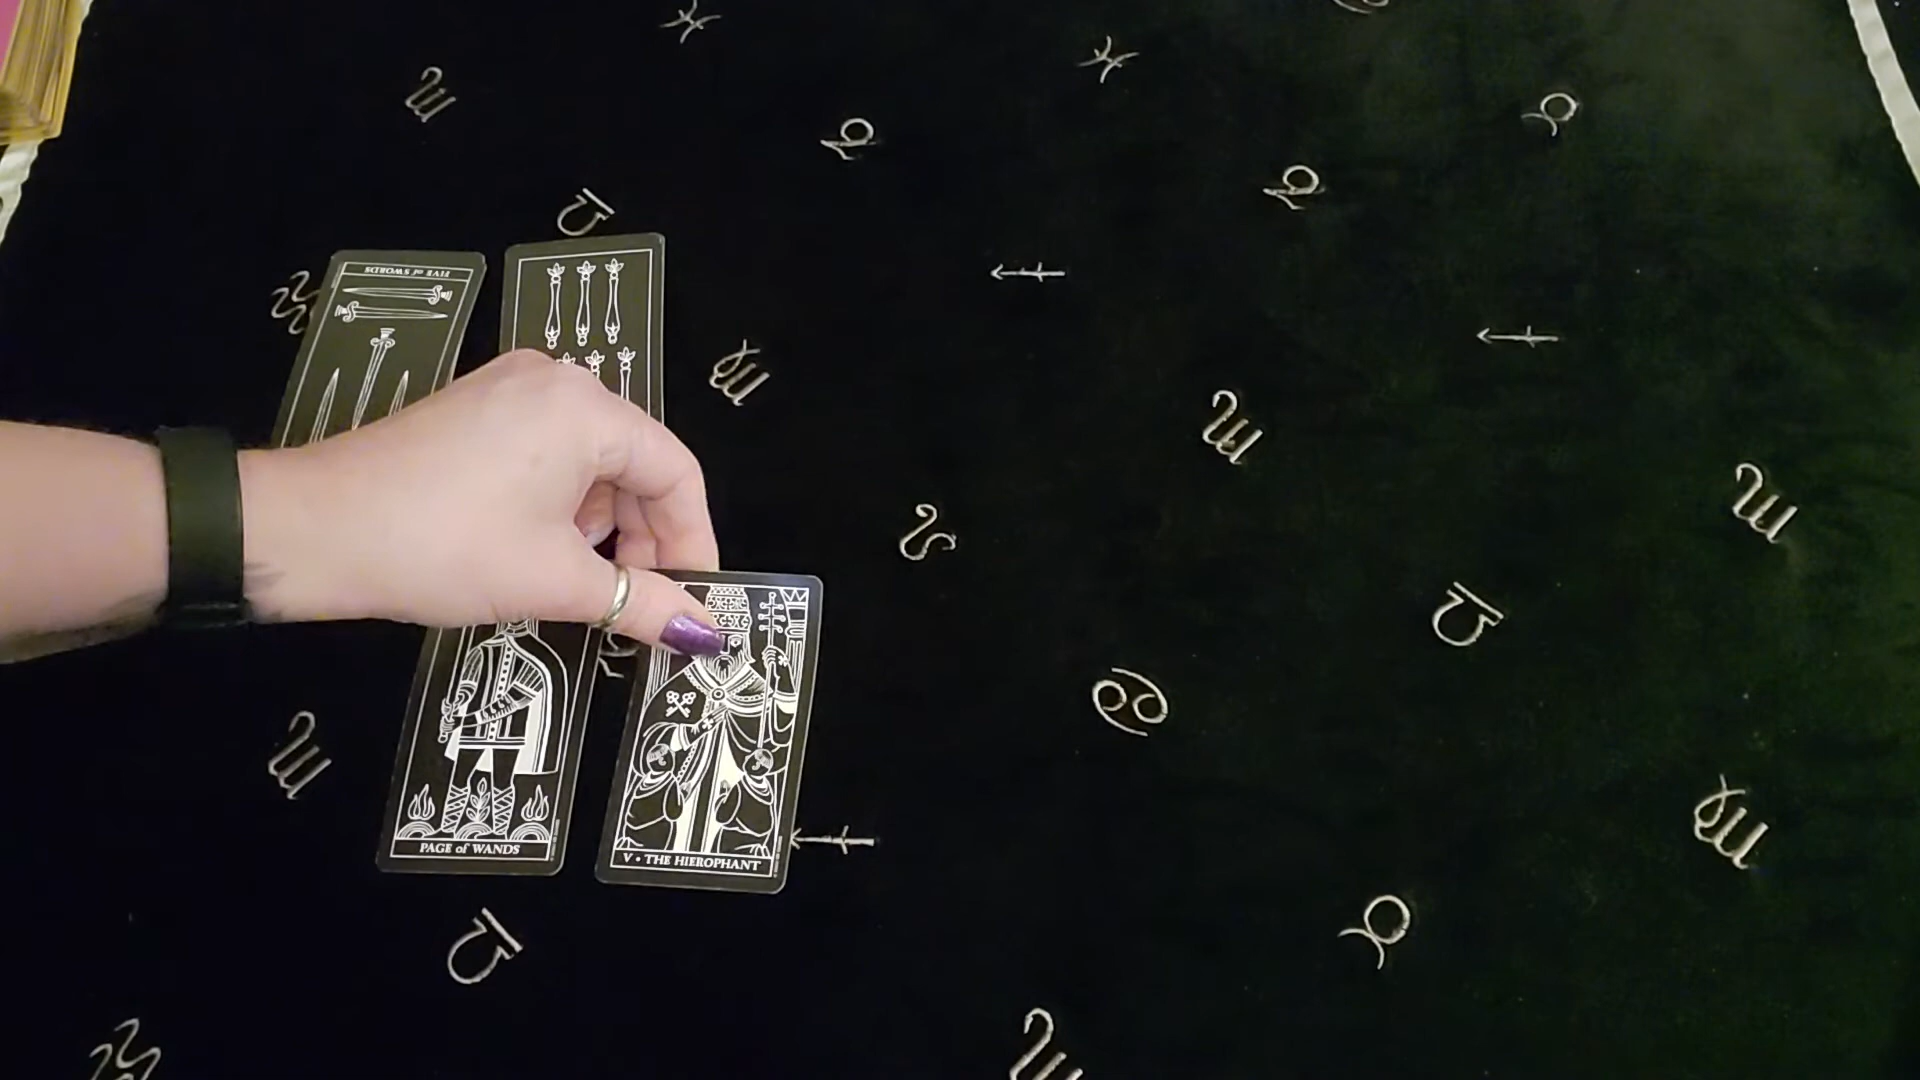 FIVE of SWORDS
PAGE of WANDS
V • THE HIEROPHANT